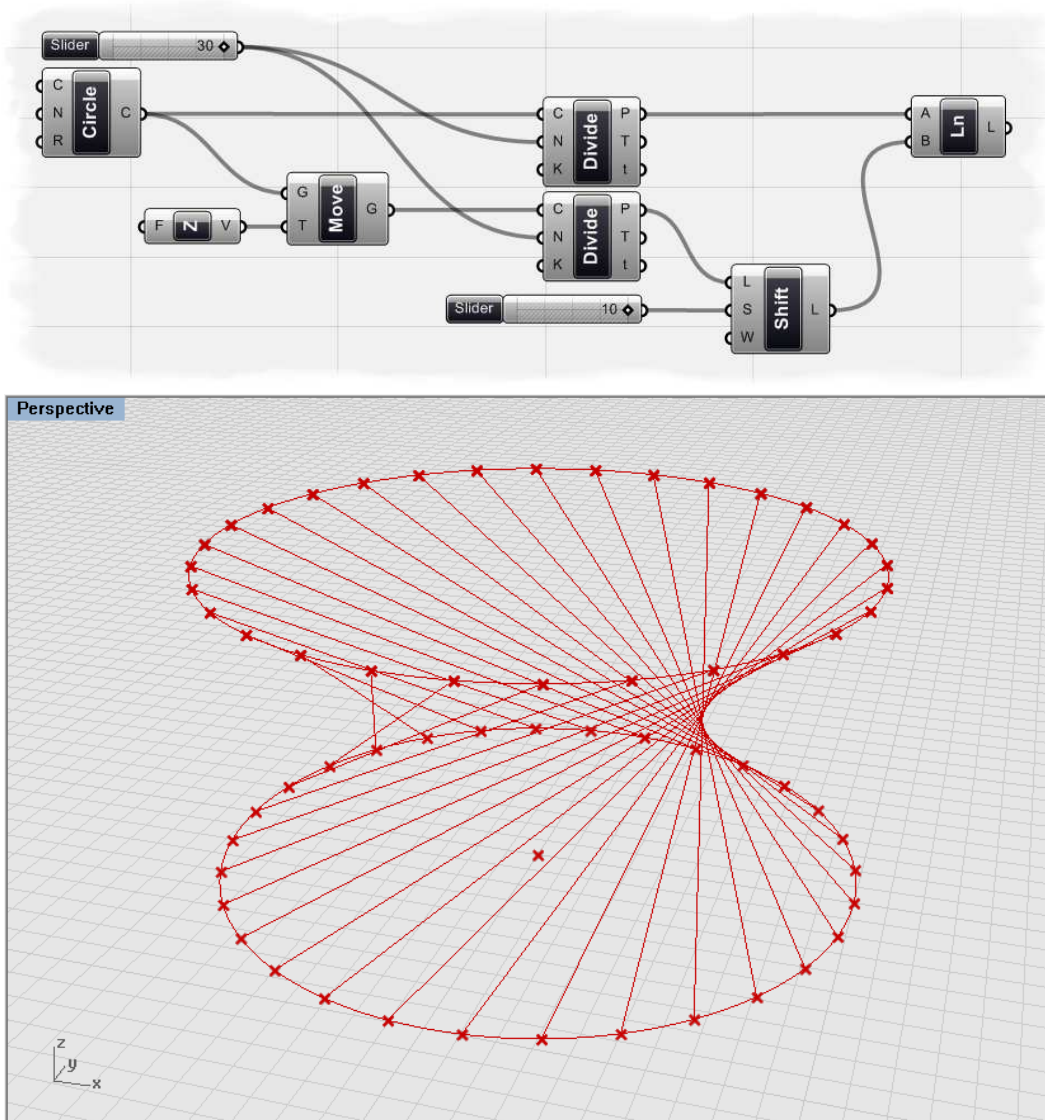 Slider 30
C N R Circle C
F Z V
G T Move G
C N K Divide P T t
C N K Divide P T t
Slider 10
L S W Shift L
A B Ln L
Perspective
z
y
x